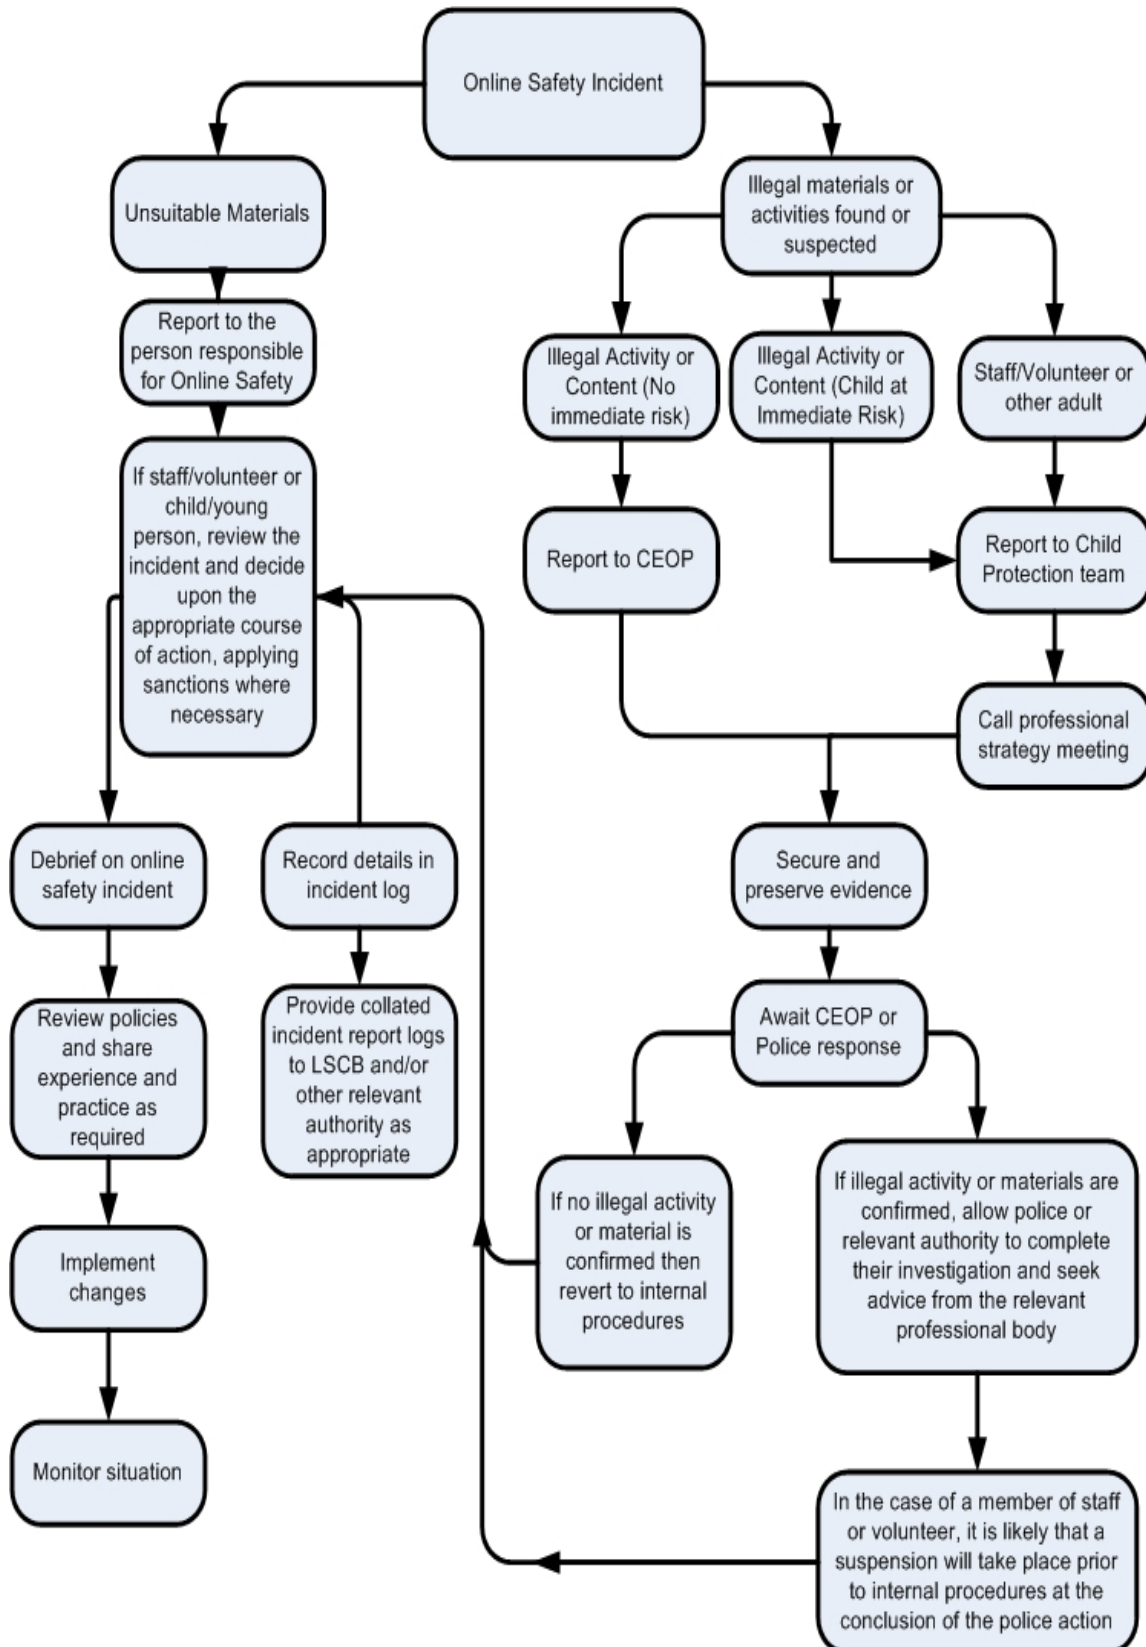 Online Safety Incident
Unsuitable Materials
Report to the
person responsible
for Online Safety
If staff/volunteer or
child/young
person, review the
incident and decide
upon the
appropriate course
of action, applying
sanctions where
necessary
Debrief on online
safety incident
Review policies
and share
experience and
practice as
required
Implement
changes
Monitor situation
Record details in
incident log
Provide collated
incident report logs
to LSCB and/or
other relevant
authority as
appropriate
Illegal materials or
activities found or
suspected
Illegal Activity or
Content (No
immediate risk)
Illegal Activity or
Content (Child at
Immediate Risk)
Staff/Volunteer or
other adult
Report to CEOP
Report to Child
Protection team
Call professional
strategy meeting
Secure and
preserve evidence
Await CEOP or
Police response
If no illegal activity
or material is
confirmed then
revert to internal
procedures
If illegal activity or materials are
confirmed, allow police or
relevant authority to complete
their investigation and seek
advice from the relevant
professional body
In the case of a member of staff
or volunteer, it is likely that a
suspension will take place prior
to internal procedures at the
conclusion of the police action